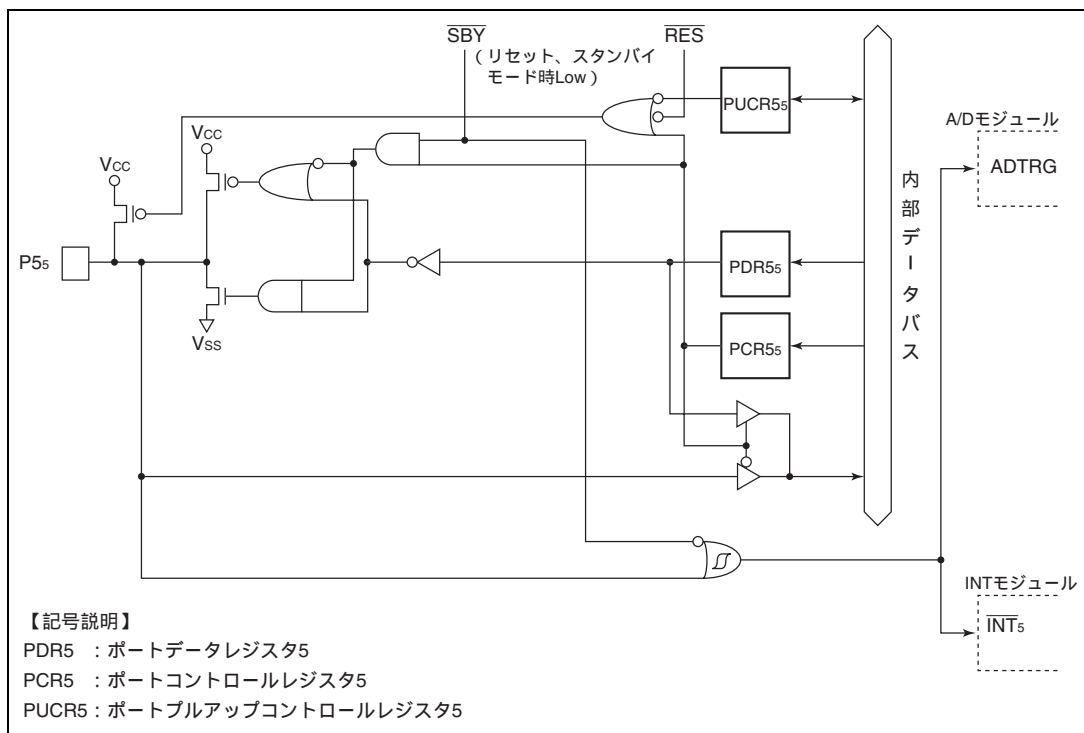 SBY
(リセット、スタンバイ
モード時Low)
RES
PUCR55
VCC
VCC
P55
VSS
PDR55
PCR55
内部データバス
A/Dモジュール
ADTRG
INTモジュール
INT5
【記号説明】
PDR5 :ポートデータレジスタ5
PCR5 :ポートコントロールレジスタ5
PUCR5:ポートプルアップコントロールレジスタ5